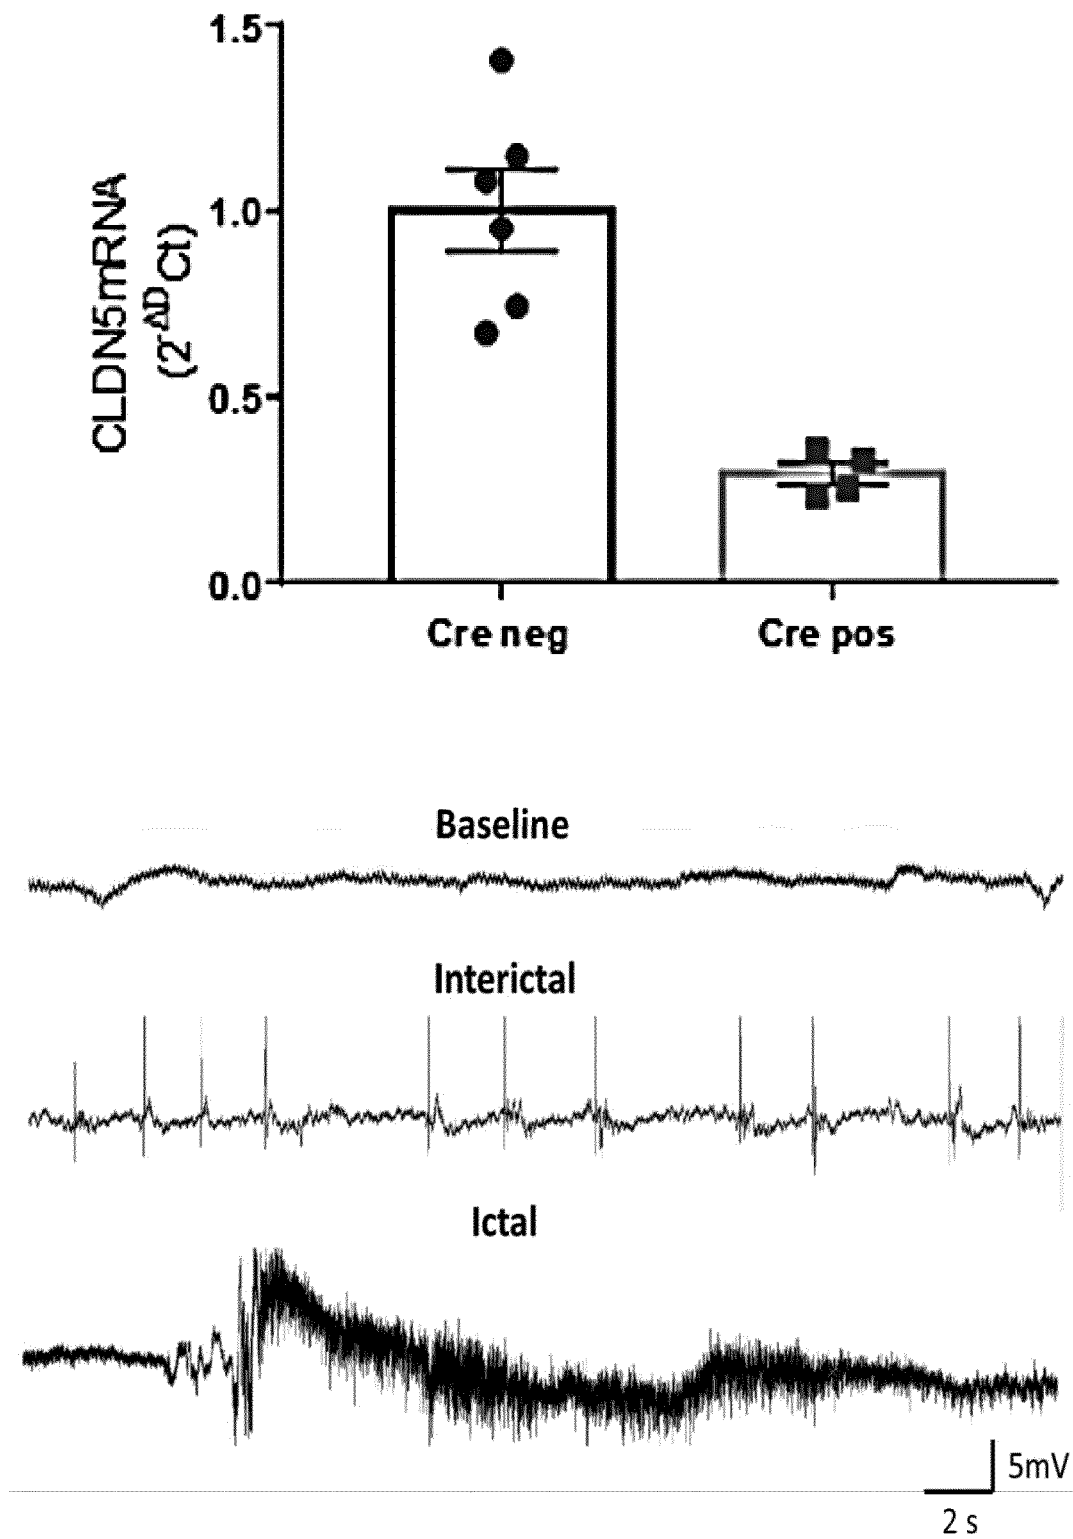 1.5
1.0
0.5
0.0
CLDN5mRNA
(2-ΔDCt)
Cre neg
Cre pos
Baseline
Interictal
Ictal
5mV
2 s